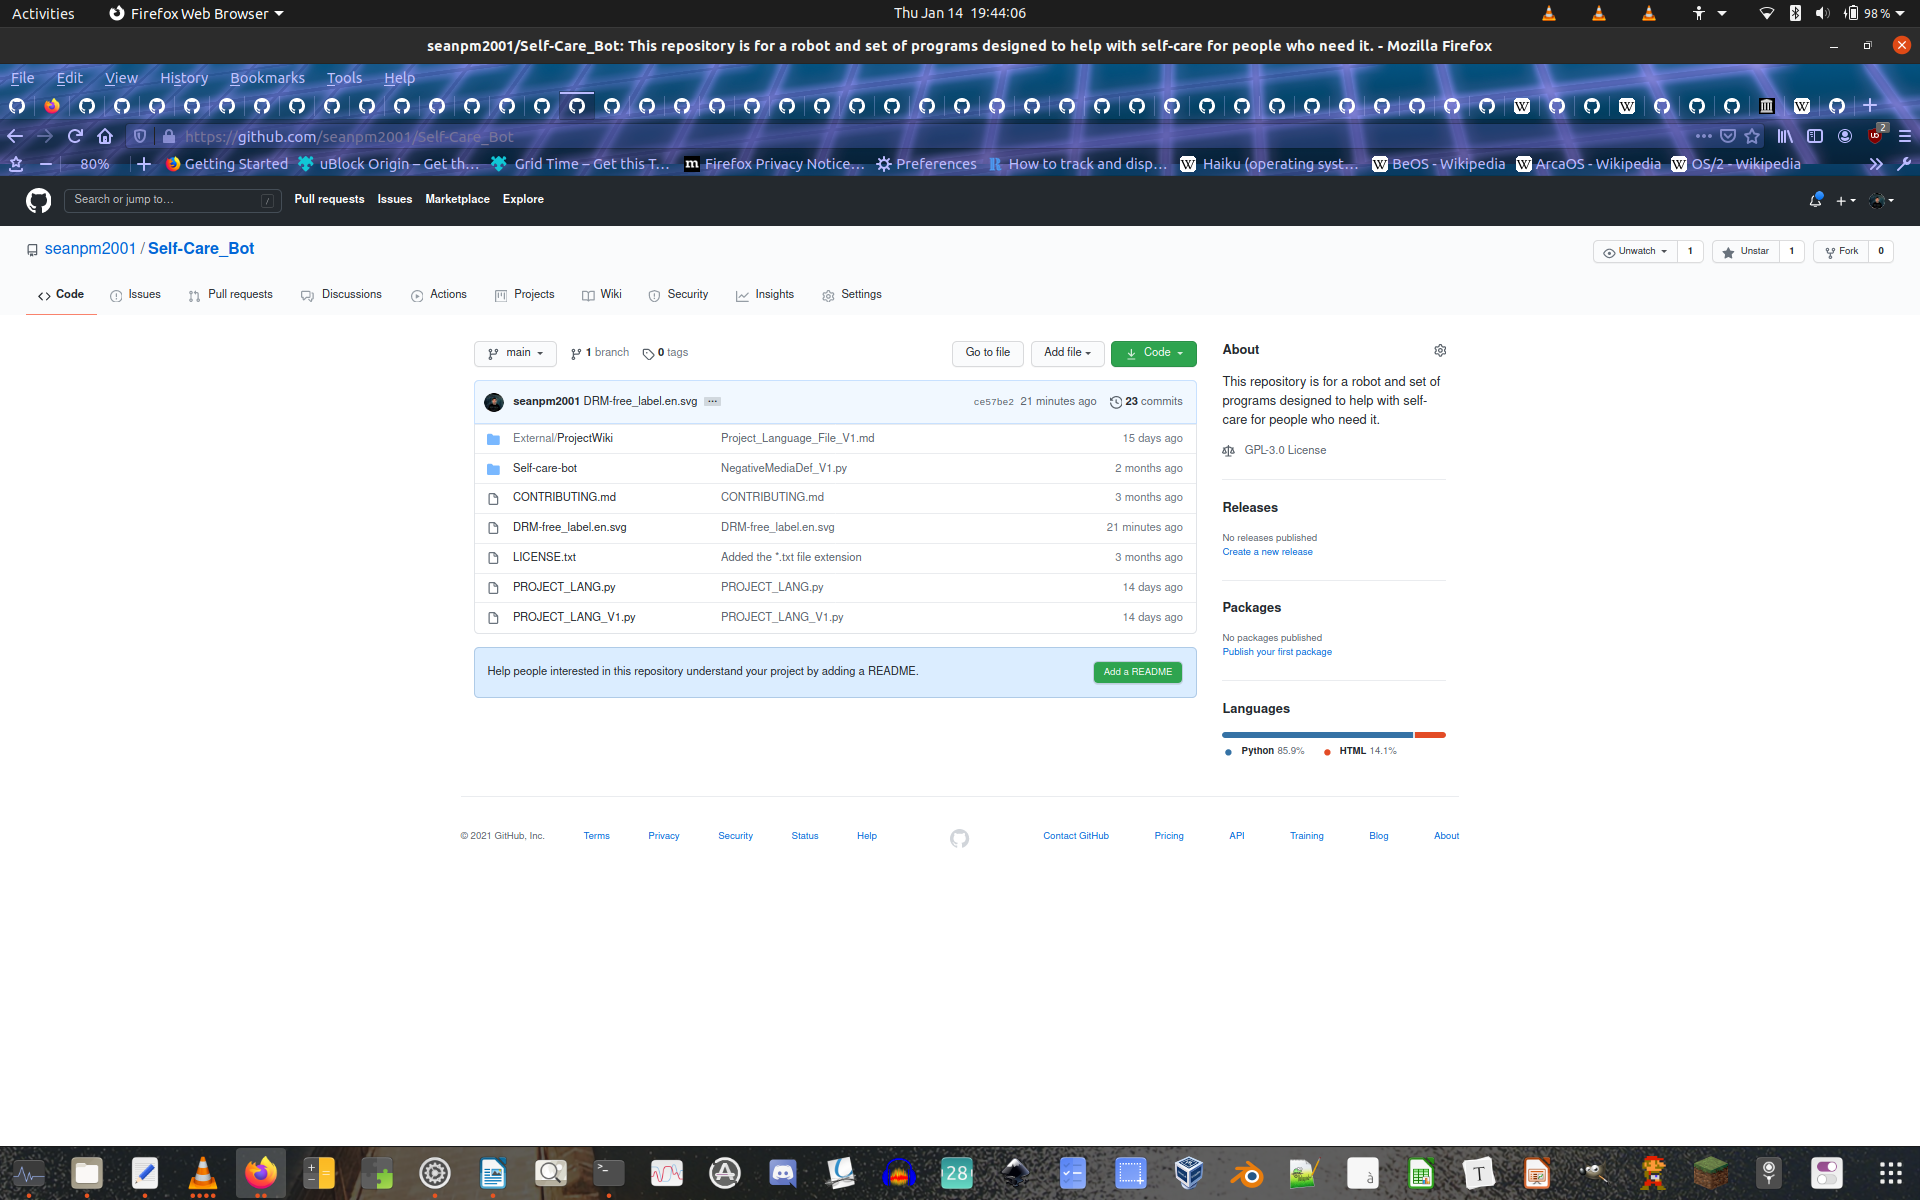 Activities Firefox Web Browser Thu Jan 14 19:44:06 98 %
seanpm2001/Self-Care_Bot: This repository is for a robot and set of programs designed to help with self-care for people who need it. - Mozilla Firefox
File Edit View History Bookmarks Tools Help
https://github.com/seanpm2001/Self-Care_Bot 2
80% Getting Started uBlock Origin – Get th… Grid Time – Get this T… Firefox Privacy Notice… Preferences How to track and disp… Haiku (operating syst… BeOS - Wikipedia ArcaOS - Wikipedia OS/2 - Wikipedia
Search or jump to… / Pull requests Issues Marketplace Explore
seanpm2001 / Self-Care_Bot Unwatch 1 Unstar 1 Fork 0
Code Issues Pull requests Discussions Actions Projects Wiki Security Insights Settings
main 1 branch 0 tags Go to file Add file Code
seanpm2001 DRM-free_label.en.svg ce57be2 21 minutes ago 23 commits
External/ProjectWiki Project_Language_File_V1.md 15 days ago
Self-care-bot NegativeMediaDef_V1.py 2 months ago
CONTRIBUTING.md CONTRIBUTING.md 3 months ago
DRM-free_label.en.svg DRM-free_label.en.svg 21 minutes ago
LICENSE.txt Added the *.txt file extension 3 months ago
PROJECT_LANG.py PROJECT_LANG.py 14 days ago
PROJECT_LANG_V1.py PROJECT_LANG_V1.py 14 days ago
Help people interested in this repository understand your project by adding a README. Add a README
About
This repository is for a robot and set of
programs designed to help with self-
care for people who need it.
GPL-3.0 License
Releases
No releases published
Create a new release
Packages
No packages published
Publish your first package
Languages
Python 85.9% HTML 14.1%
© 2021 GitHub, Inc. Terms Privacy Security Status Help Contact GitHub Pricing API Training Blog About
28